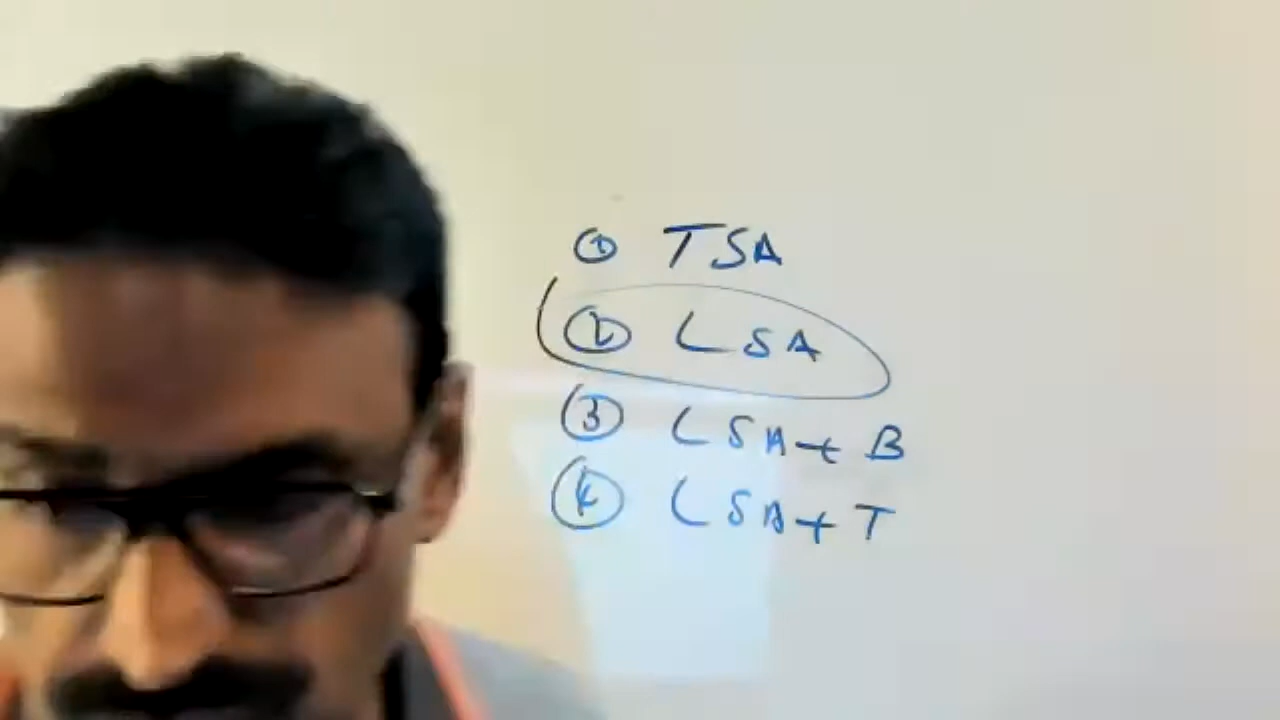 ① TSA
② LSA
③ LSA + B
④ LSA + T